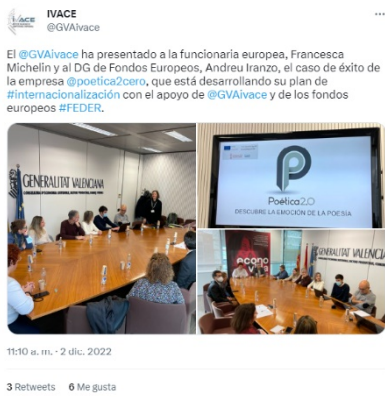 IVACE
@GVAivace
El @GVAivace ha presentado a la funcionaria europea, Francesca
Michelin y al DG de Fondos Europeos, Andreu Iranzo, el caso de éxito de
la empresa @poetica2cero, que está desarrollando su plan de
#internacionalización con el apoyo de @GVAivace y de los fondos
europeos #FEDER.
GENERALITAT VALENCIANA
Poética2.0
DESCUBRE LA EMOCIÓN DE LA POESÍA
GENERALITAT VALENCIANA
11:10 a. m. · 2 dic. 2022
3 Retweets 6 Me gusta